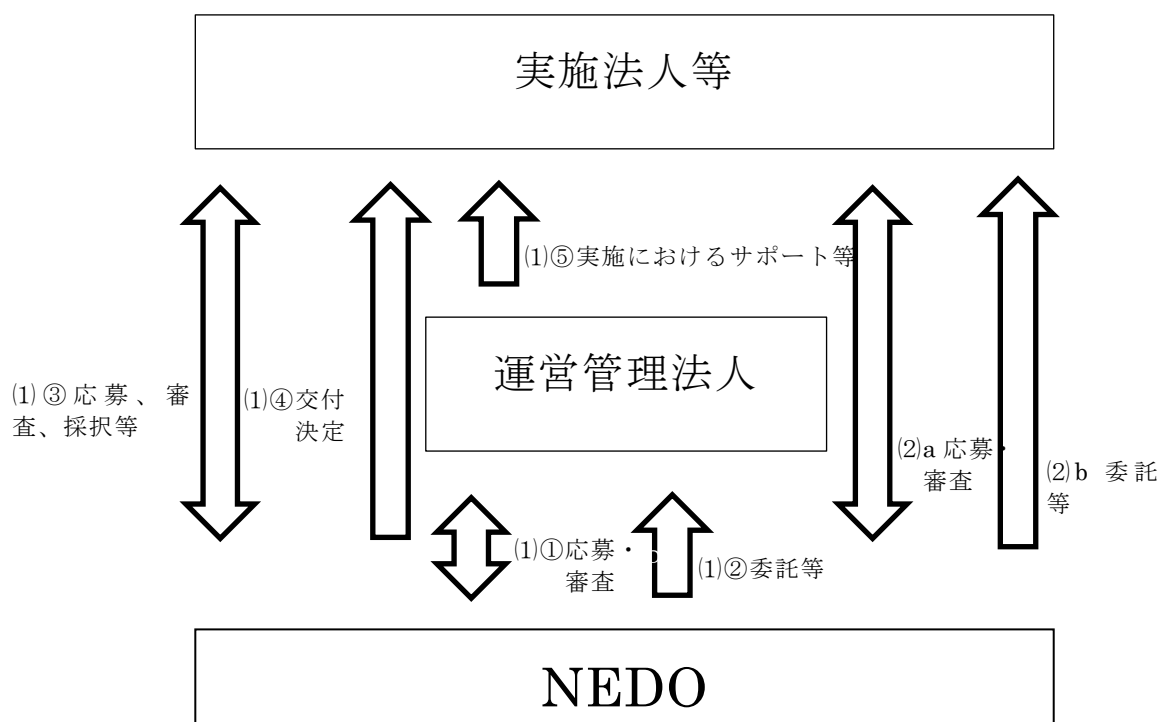 実施法人等
⑴⑤実施におけるサポート等
運営管理法人
⑴③応募、審
査、採択等
⑴④交付
決定
⑵a 応募・
審査
⑵b 委託
等
⑴①応募・
審査
⑴②委託等
NEDO